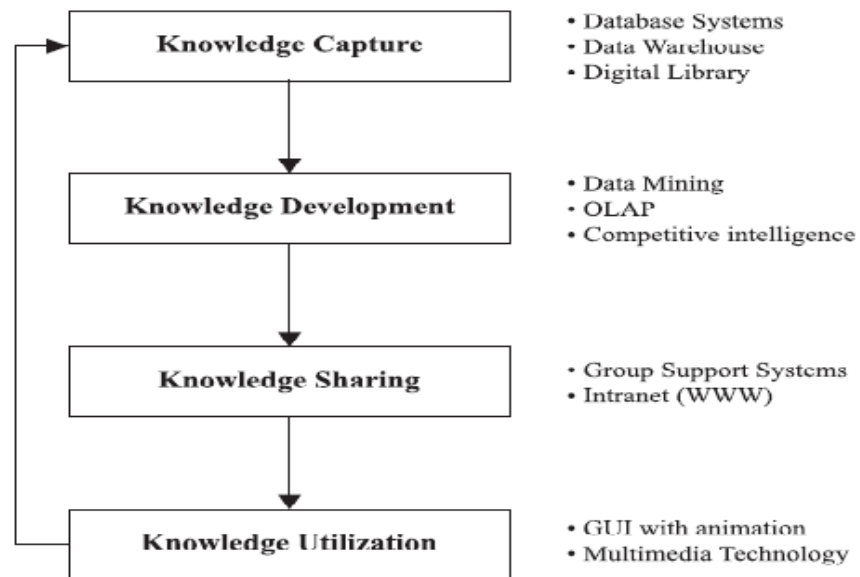 Knowledge Capture
• Database Systems
• Data Warehouse
• Digital Library
Knowledge Development
• Data Mining
• OLAP
• Competitive intelligence
Knowledge Sharing
• Group Support Systems
• Intranet (WWW)
Knowledge Utilization
• GUI with animation
• Multimedia Technology